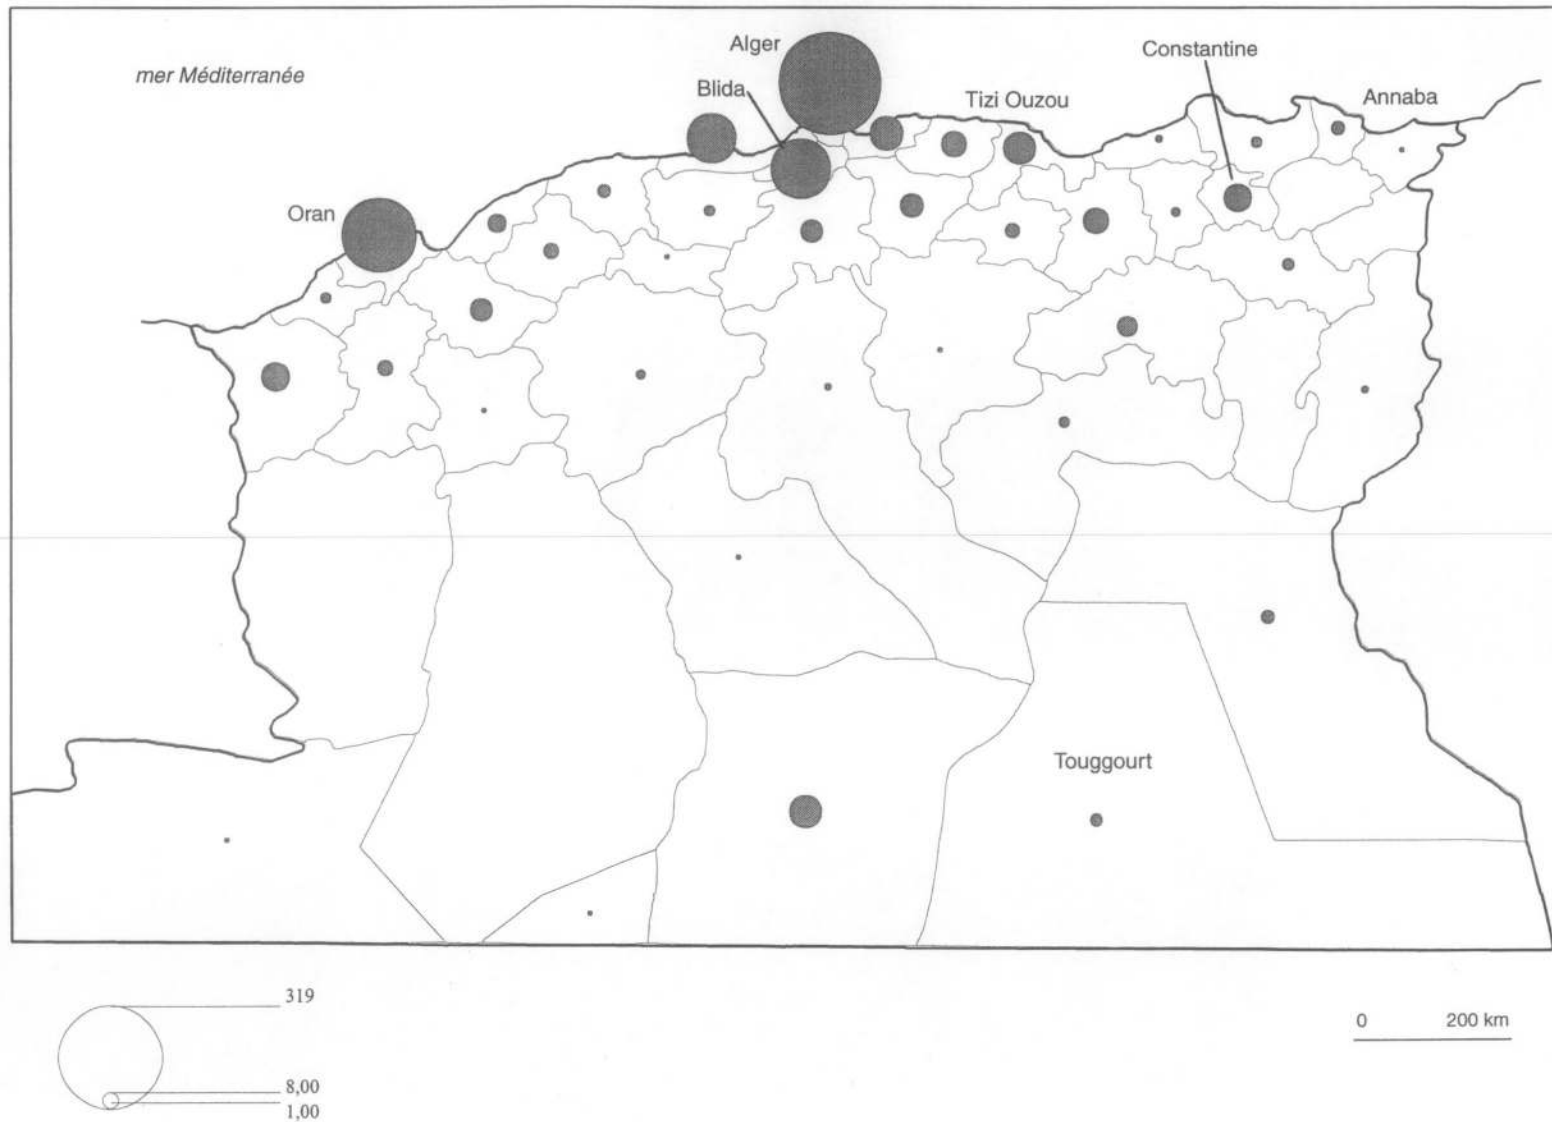 Alger
Constantine
mer Méditerranée
Blida
Tizi Ouzou
Annaba
Oran
Touggourt
319
8,00
1,00
0 200 km